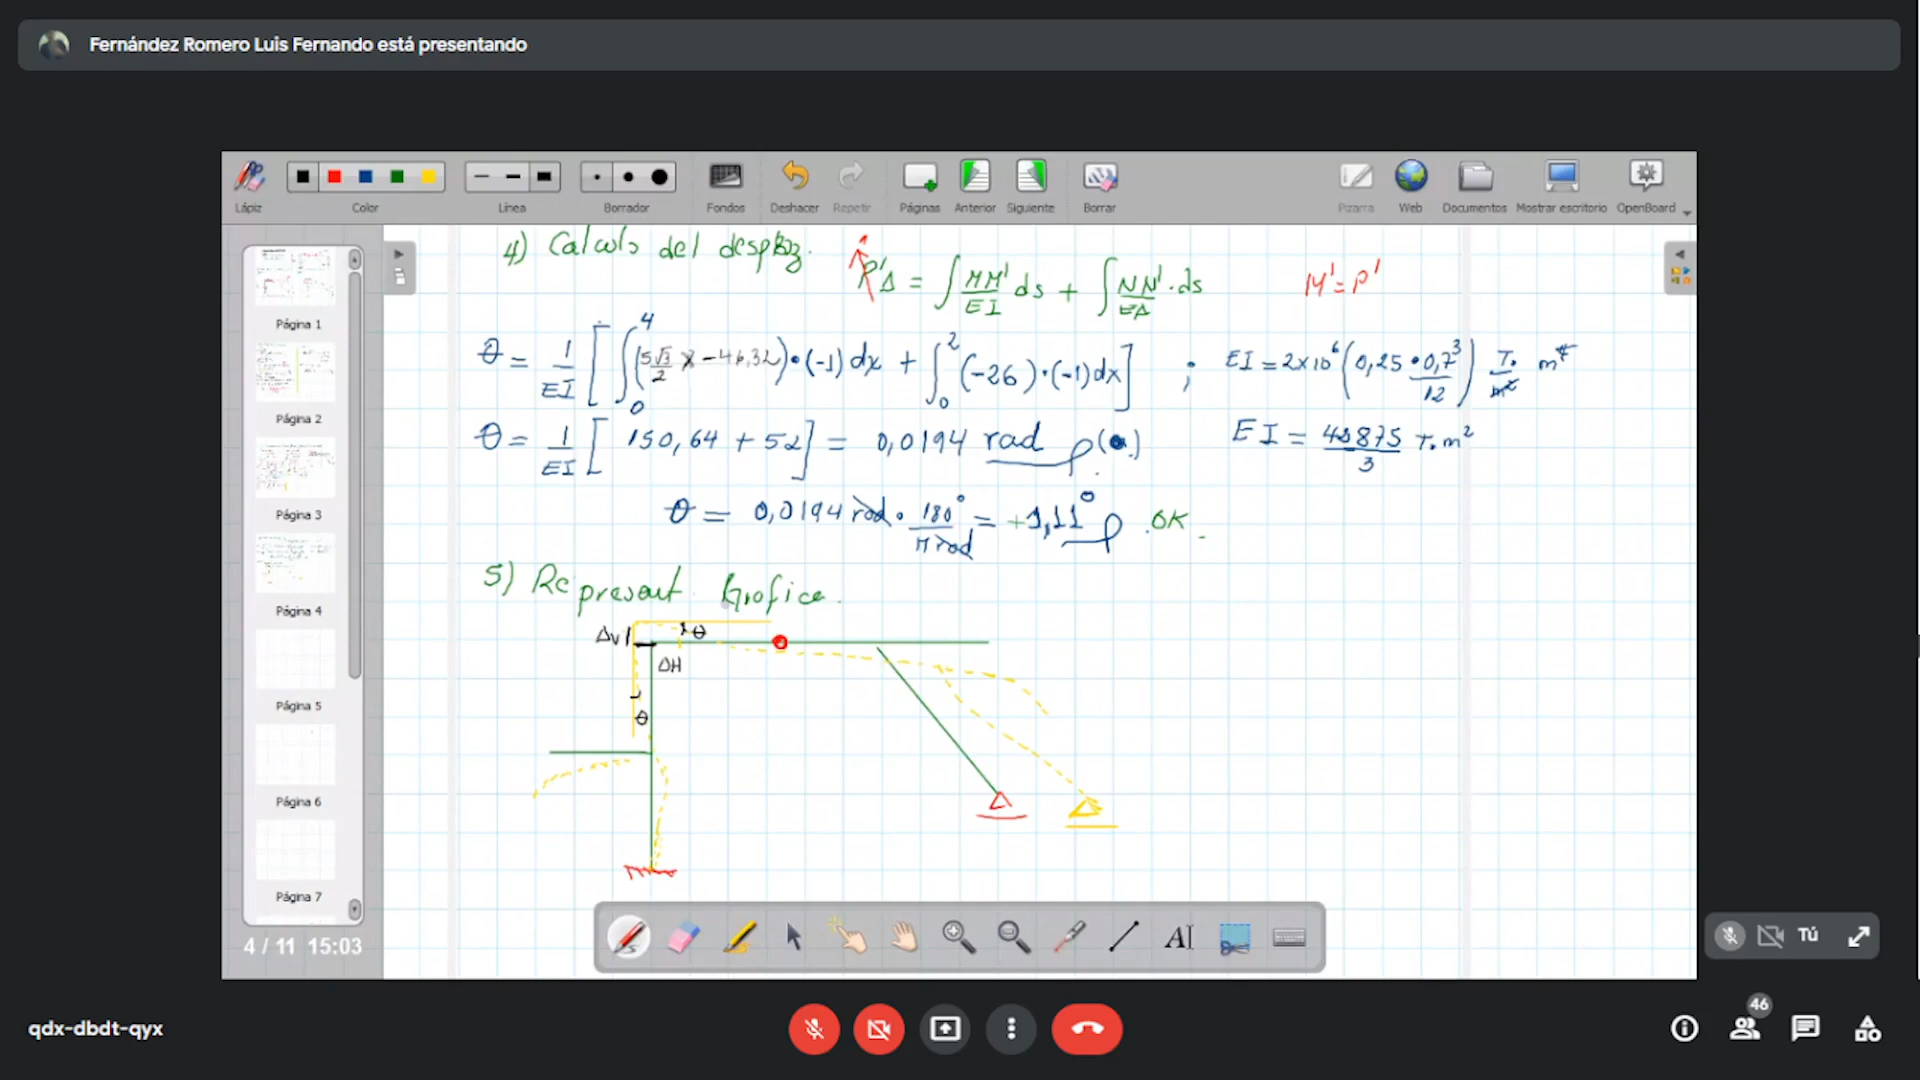 Fernández Romero Luis Fernando está presentando
Lápiz Color Línea Borrador Fondos Deshacer Repetir Páginas Anterior Siguiente Borrar Pizarra Web Documentos Mostrar escritorio OpenBoard
Página 1
Página 2
Página 3
Página 4
Página 5
Página 6
Página 7
4 / 11 15:03
4) Calculo del desplaz. P'Δ = ∫ MM'/EI ds + ∫ NN'/EA · ds M' = P'
θ = 1/EI [ ∫₀⁴ (5√3/2 x − 46,32) · (−1) dx + ∫₀² (−26) · (−1) dx ] ; EI = 2x10⁶ (0,25 · 0,7³/12) T./m² m⁴
θ = 1/EI [ 150,64 + 52 ] = 0,0194 rad EI = 42875/3 T.m²
θ = 0,0194 rad · 180°/π rad = +1,11° OK
5) Represent. Grafica.
ΔV θ
ΔH
θ
AI
Tú
qdx-dbdt-qyx
46